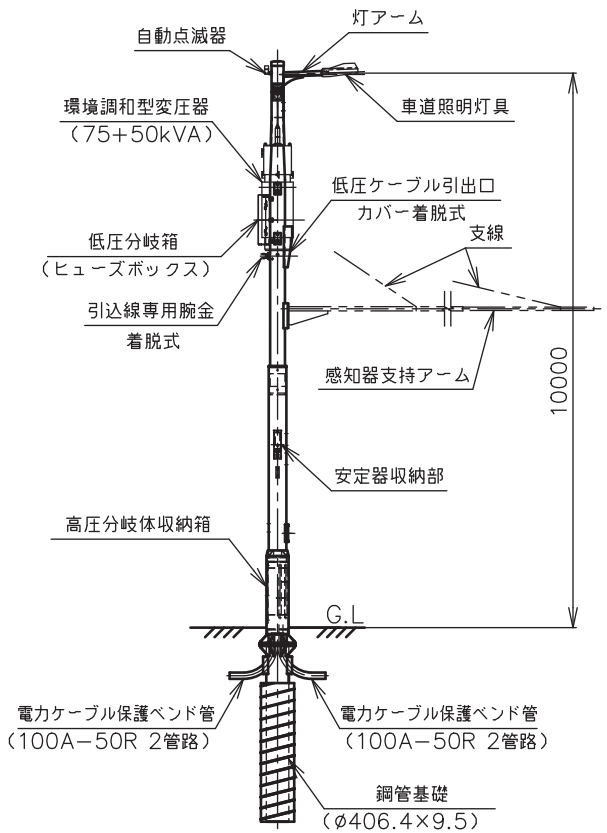 灯アーム
自動点滅器
車道照明灯具
環境調和型変圧器
(75+50kVA)
低圧ケーブル引出口
カバー着脱式
支線
低圧分岐箱
(ヒューズボックス)
引込線専用腕金
着脱式
感知器支持アーム
10000
安定器収納部
高圧分岐体収納箱
G.L
電力ケーブル保護ベンド管
(100A-50R 2管路)
電力ケーブル保護ベンド管
(100A-50R 2管路)
鋼管基礎
(φ406.4×9.5)